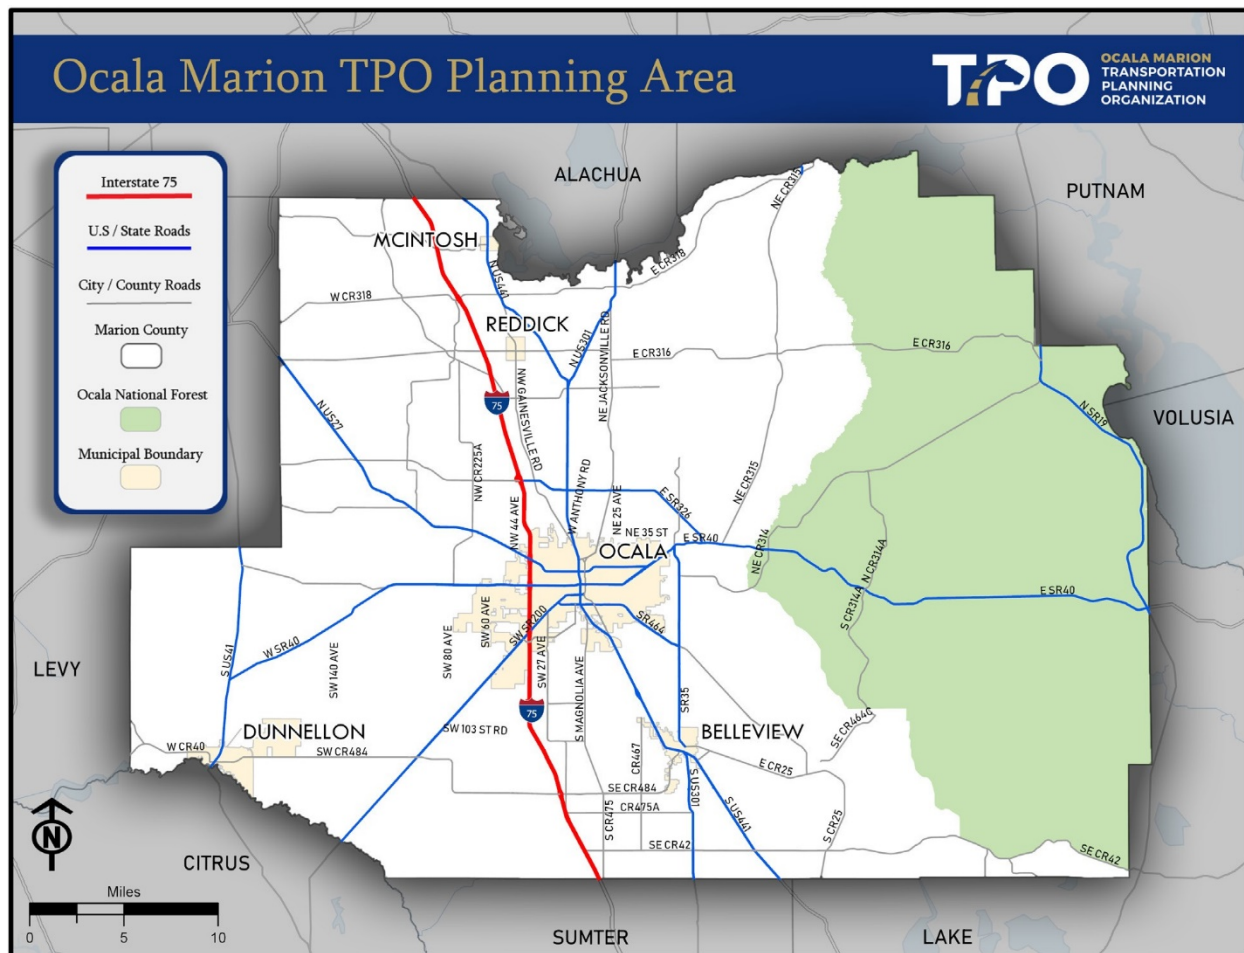 Ocala Marion TPO Planning Area
TPO
OCALA MARION
TRANSPORTATION
PLANNING
ORGANIZATION
Interstate 75
U.S / State Roads
City / County Roads
Marion County
Ocala National Forest
Municipal Boundary
ALACHUA
PUTNAM
VOLUSIA
LEVY
CITRUS
SUMTER
LAKE
MCINTOSH
REDDICK
OCALA
DUNNELLON
BELLEVIEW
NE CR315
N US441
E CR318
W CR318
N US301
NE JACKSONVILLE RD
E CR316
E CR316
N SR19
75
N US27
NW GAINESVILLE RD
NW CR225A
W ANTHONY RD
NE CR315
NW 44 AVE
NE 25 AVE
E SR326
NE 35 ST
E SR40
NE CR314
N CR314A
S CR314A
E SR40
SW 60 AVE
SW SR200
SR464
SW 80 AVE
SW 27 AVE
W SR40
S US41
SW 140 AVE
S MAGNOLIA AVE
SR35
75
SW 103 ST RD
SE CR464C
W CR40
SW CR484
CR467
E CR25
SE CR484
S US301
S US441
CR475A
S CR475
S CR25
SE CR42
SE CR42
N
Miles
0 5 10